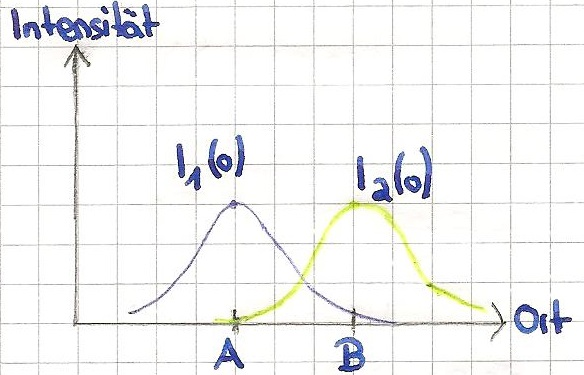 Intensität
I₁(0)
I₂(0)
Ort
A
B